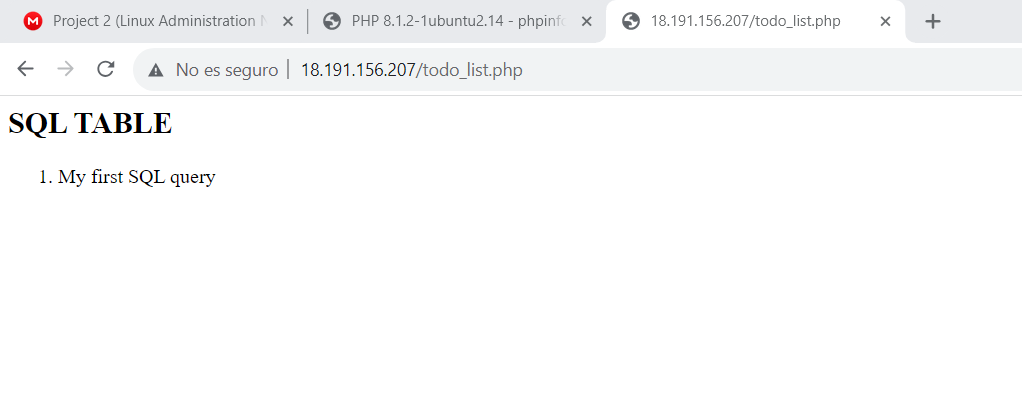 M Project 2 (Linux Administration PHP 8.1.2-1ubuntu2.14 - phpinfo 18.191.156.207/todo_list.php
No es seguro 18.191.156.207/todo_list.php
SQL TABLE
1. My first SQL query